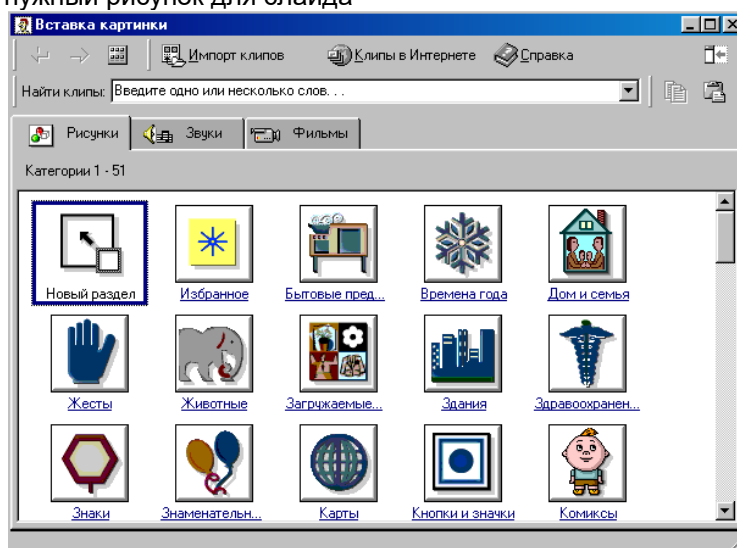 нужный рисунок для слайда
Вставка картинки
Импорт клипов Клипы в Интернете Справка
Найти клипы: Введите одно или несколько слов. . .
Рисунки Звуки Фильмы
Категории 1 - 51
Новый раздел Избранное Бытовые пред... Времена года Дом и семья
Жесты Животные Загружаемые... Здания Здравоохранен...
Знаки Знаменательн... Карты Кнопки и значки Комиксы